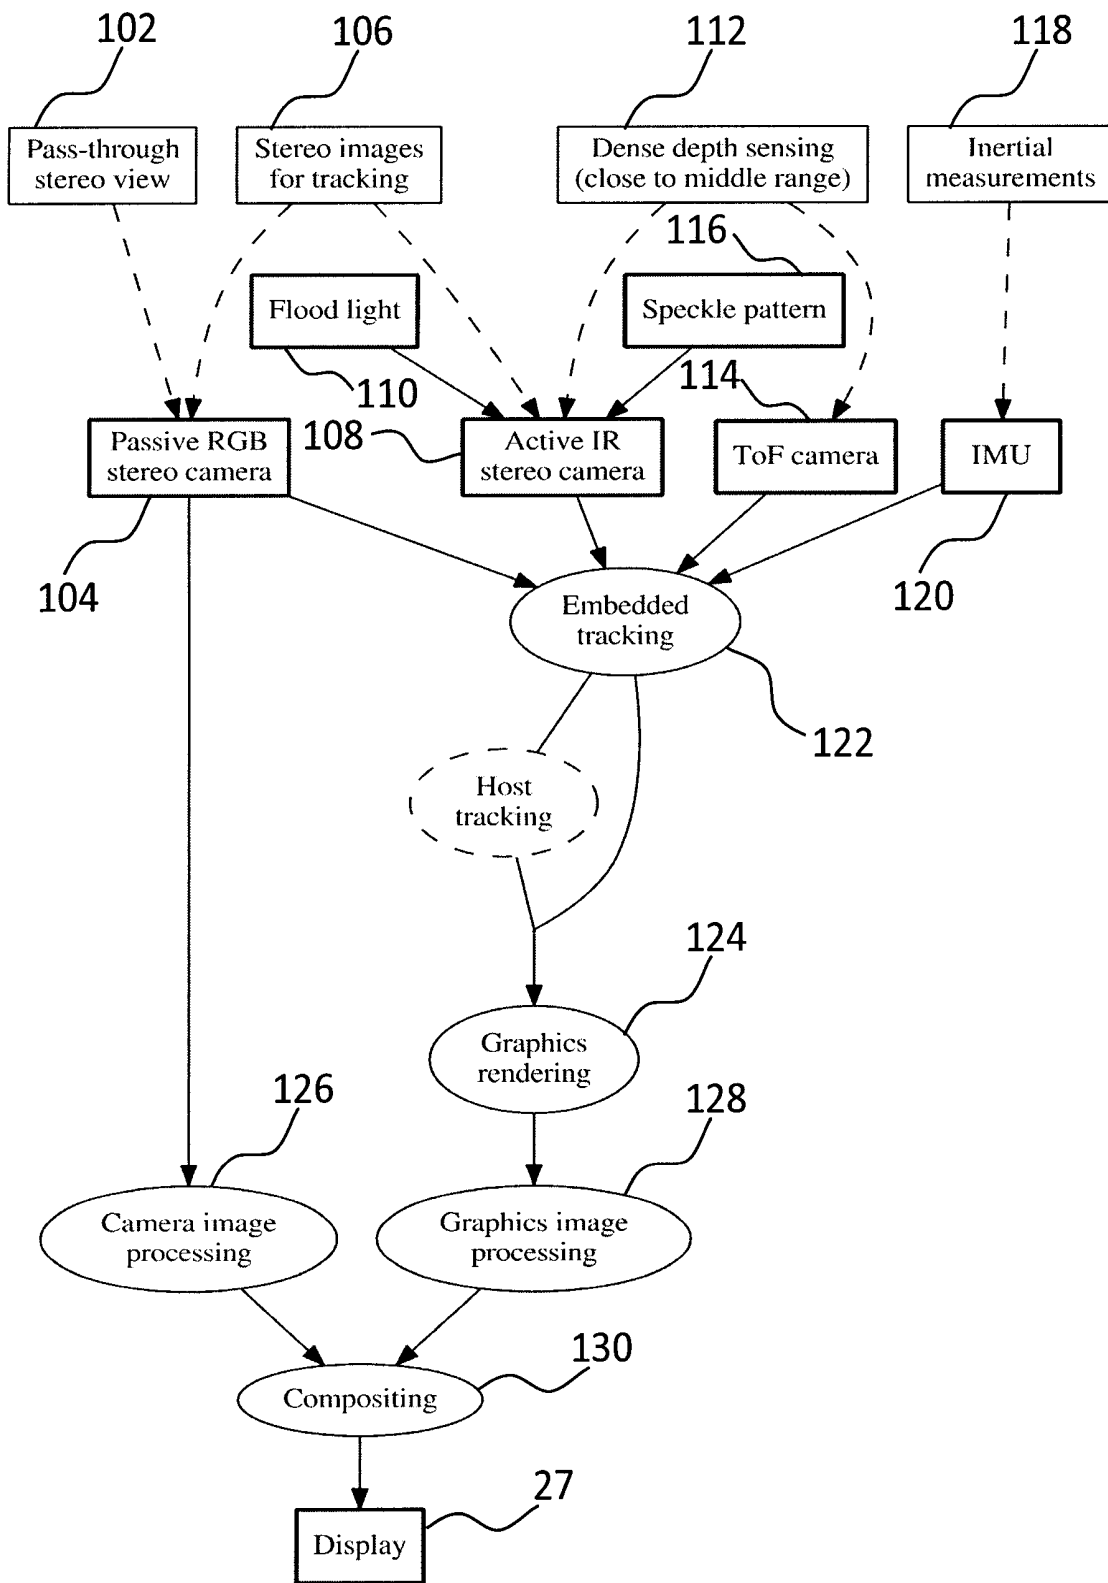 102
106
112
118
Pass-through
stereo view
Stereo images
for tracking
Dense depth sensing
(close to middle range)
Inertial
measurements
116
Flood light
Speckle pattern
110
114
108
Passive RGB
stereo camera
Active IR
stereo camera
ToF camera
IMU
104
120
Embedded
tracking
122
Host
tracking
124
Graphics
rendering
126
128
Camera image
processing
Graphics image
processing
130
Compositing
27
Display